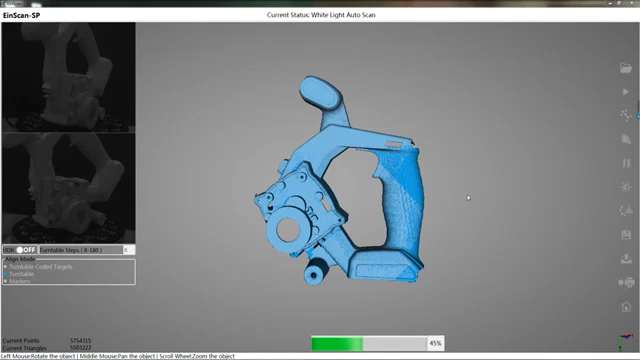 EinScan-SP
Current Status: White Light Auto Scan
HDR
OFF
Turntable Steps ( 8-180 )
8
Align Mode
Turntable Coded Targets
Turntable
Markers
Current Points 5754315
Current Triangles 5503222
45%
Left Mouse:Rotate the object | Middle Mouse:Pan the object | Scroll Wheel:Zoom the object